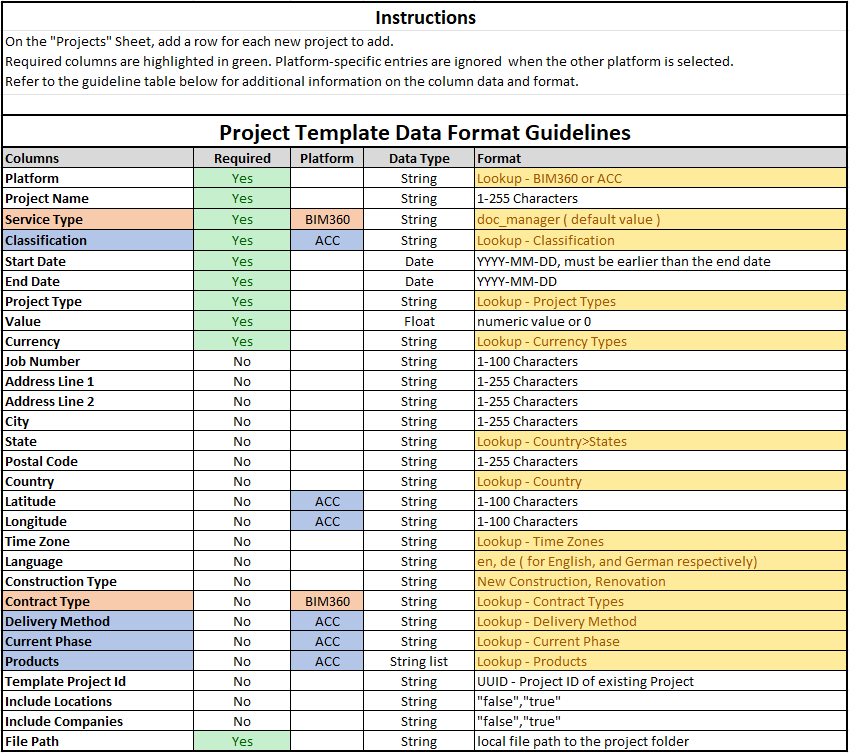 Instructions
On the "Projects" Sheet, add a row for each new project to add.
Required columns are highlighted in green. Platform-specific entries are ignored  when the other platform is selected.
Refer to the guideline table below for additional information on the column data and format.
Project Template Data Format Guidelines
Columns Required Platform Data Type Format
Platform Yes String Lookup - BIM360 or ACC
Project Name Yes String 1-255 Characters
Service Type Yes BIM360 String doc_manager ( default value )
Classification Yes ACC String Lookup - Classification
Start Date Yes Date YYYY-MM-DD, must be earlier than the end date
End Date Yes Date YYYY-MM-DD
Project Type Yes String Lookup - Project Types
Value Yes Float numeric value or 0
Currency Yes String Lookup - Currency Types
Job Number No String 1-100 Characters
Address Line 1 No String 1-255 Characters
Address Line 2 No String 1-255 Characters
City No String 1-255 Characters
State No String Lookup - Country>States
Postal Code No String 1-255 Characters
Country No String Lookup - Country
Latitude No ACC String 1-100 Characters
Longitude No ACC String 1-100 Characters
Time Zone No String Lookup - Time Zones
Language No String en, de ( for English, and German respectively)
Construction Type No String New Construction, Renovation
Contract Type No BIM360 String Lookup - Contract Types
Delivery Method No ACC String Lookup - Delivery Method
Current Phase No ACC String Lookup - Current Phase
Products No ACC String list Lookup - Products
Template Project Id No String UUID - Project ID of existing Project
Include Locations No String "false","true"
Include Companies No String "false","true"
File Path Yes String local file path to the project folder